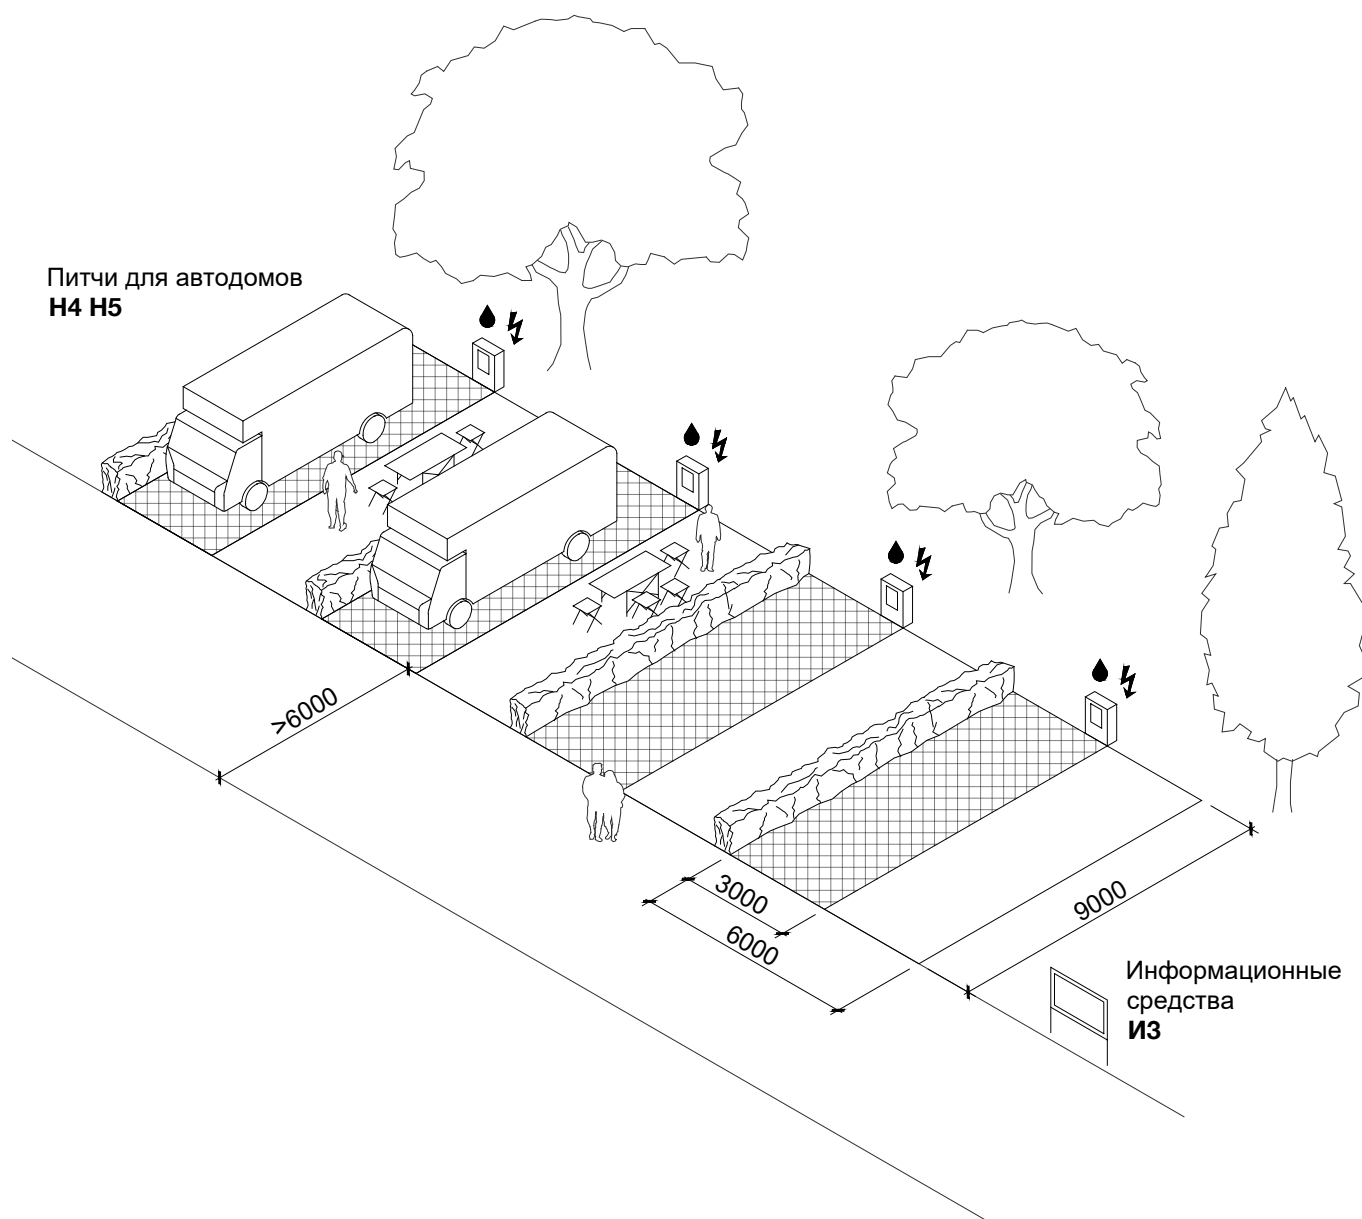 Питчи для автодомов
Н4 Н5
>6000
3000
6000
9000
Информационные
средства
И3